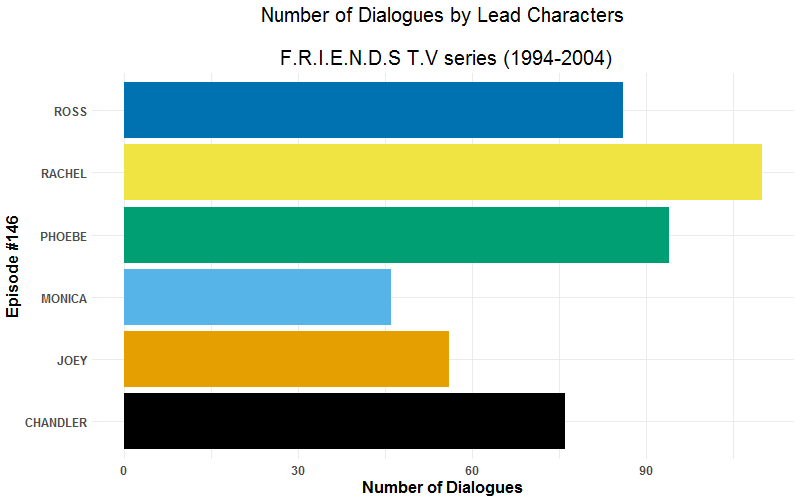 Number of Dialogues by Lead Characters
F.R.I.E.N.D.S T.V series (1994-2004)
Episode #146
ROSS
RACHEL
PHOEBE
MONICA
JOEY
CHANDLER
0 30 60 90
Number of Dialogues